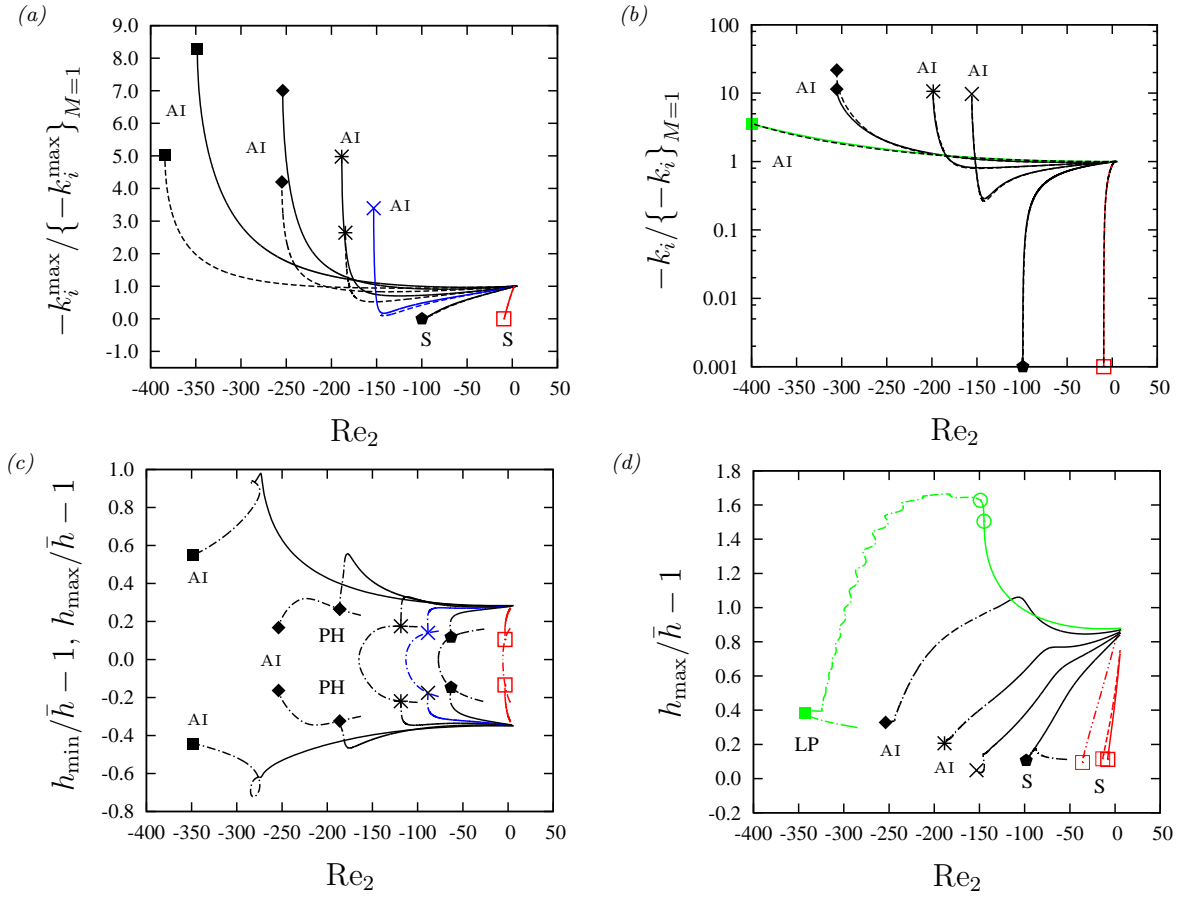 (a)
9.0
8.0
7.0
6.0
5.0
4.0
3.0
2.0
1.0
0.0
-1.0
-k_i^max/{-k_i^max}_{M=1}
AI
AI
AI
AI
S
S
-400 -350 -300 -250 -200 -150 -100 -50 0 50
Re₂
(b)
100
10
1
0.1
0.01
0.001
-k_i/{-k_i}_{M=1}
AI
AI
AI
AI
-400 -350 -300 -250 -200 -150 -100 -50 0 50
Re₂
(c)
1.0
0.8
0.6
0.4
0.2
0.0
-0.2
-0.4
-0.6
-0.8
h_min/h̄ − 1, h_max/h̄ − 1
AI
PH
AI
PH
AI
-400 -350 -300 -250 -200 -150 -100 -50 0 50
Re₂
(d)
1.8
1.6
1.4
1.2
1.0
0.8
0.6
0.4
0.2
0.0
-0.2
h_max/h̄ − 1
LP
AI
AI
S
S
-400 -350 -300 -250 -200 -150 -100 -50 0 50
Re₂